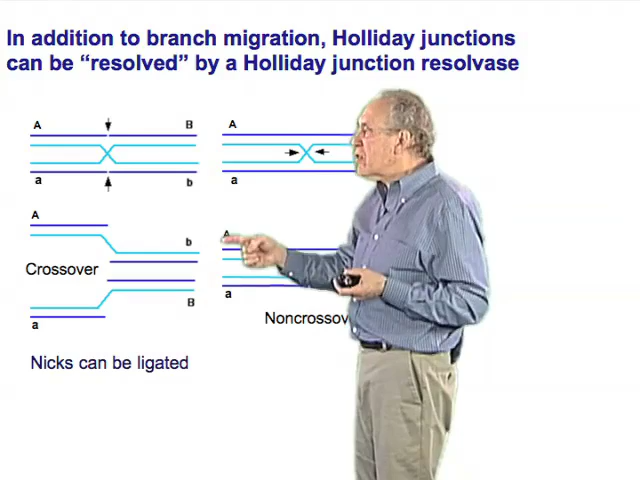 In addition to branch migration, Holliday junctions
can be “resolved” by a Holliday junction resolvase
A B A
a b a
A b A
Crossover
B a
a
Noncrossov
Nicks can be ligated